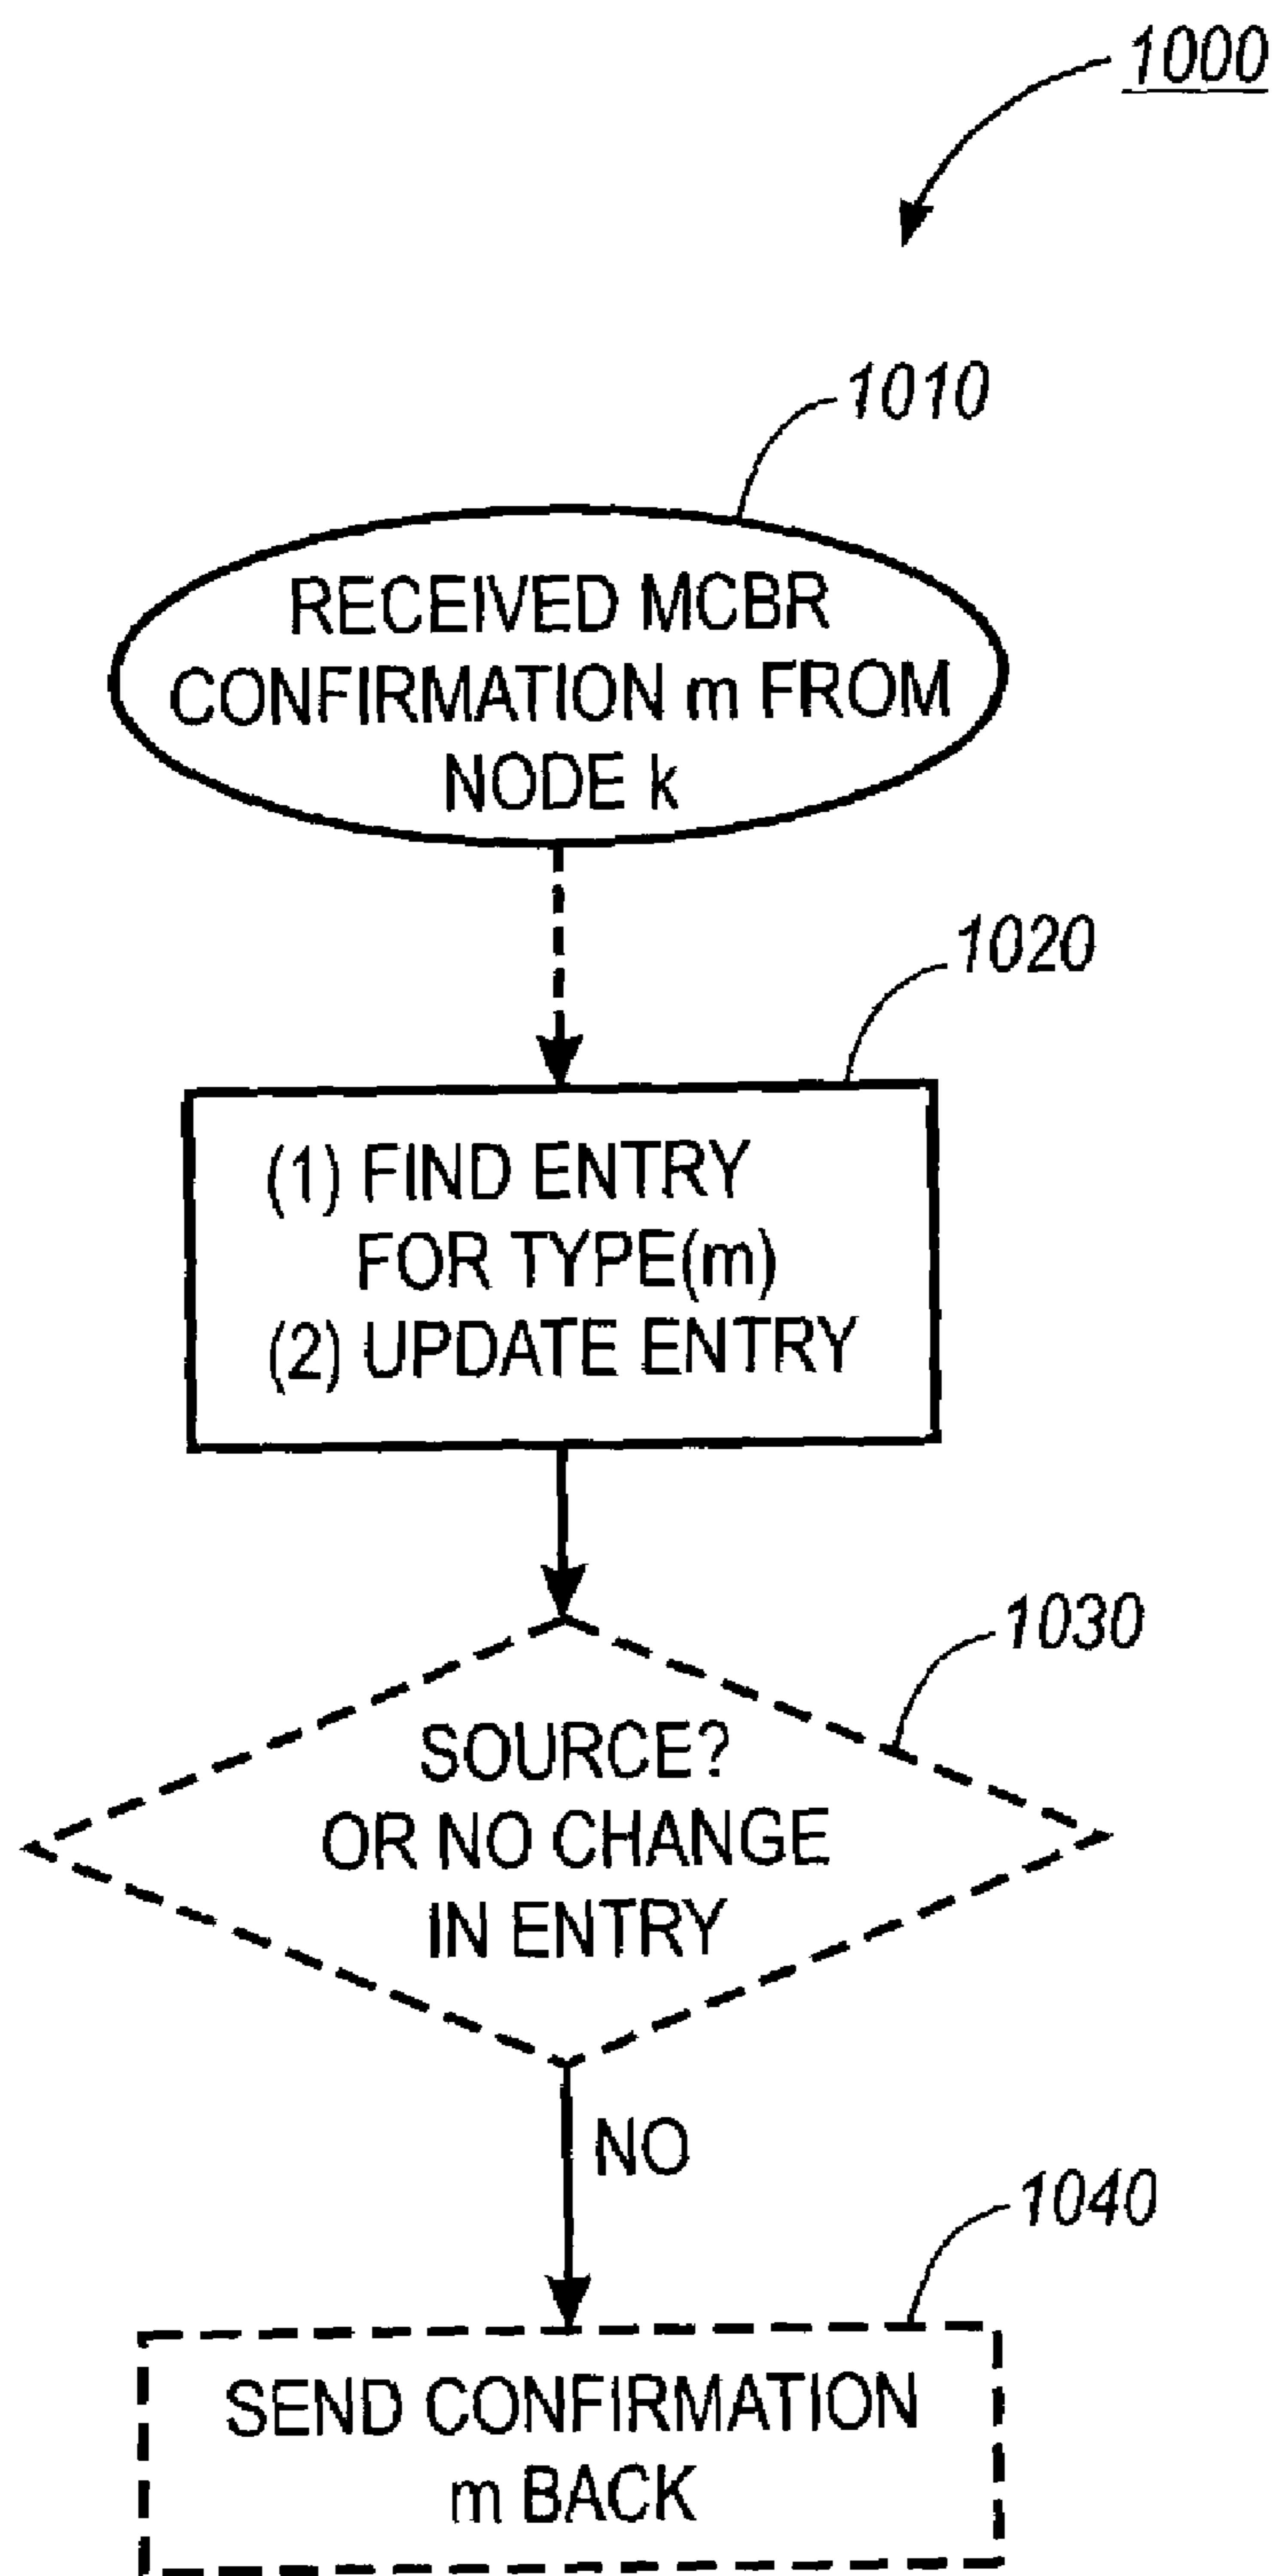 1000
1010
RECEIVED MCBR
CONFIRMATION m FROM
NODE k
1020
(1) FIND ENTRY
FOR TYPE(m)
(2) UPDATE ENTRY
1030
SOURCE?
OR NO CHANGE
IN ENTRY
NO
1040
SEND CONFIRMATION
m BACK